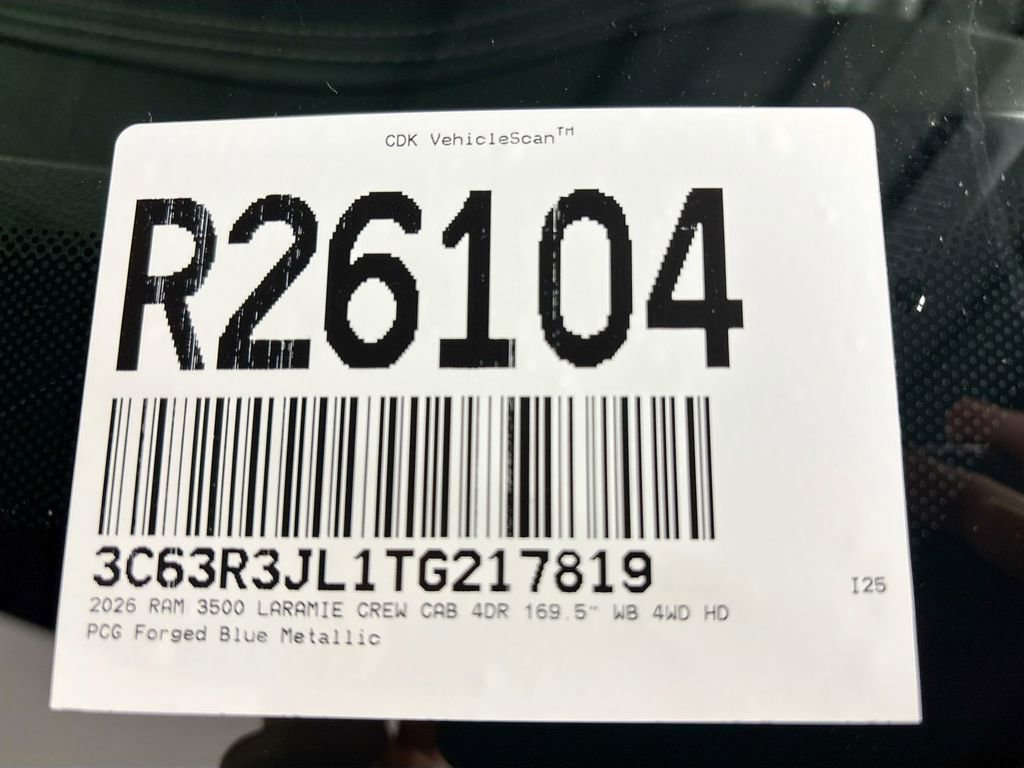 CDK VehicleScan™
R26104
3C63R3JL1TG217819
I25
2026 RAM 3500 LARAMIE CREW CAB 4DR 169.5" WB 4WD HD
PCG Forged Blue Metallic